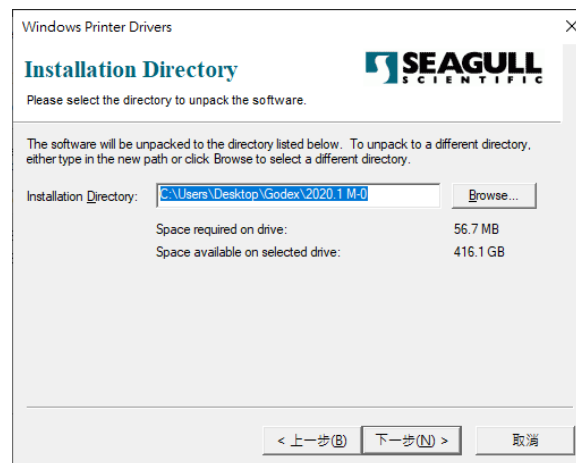 Windows Printer Drivers
Installation Directory
SEAGULL
SCIENTIFIC
Please select the directory to unpack the software.
The software will be unpacked to the directory listed below. To unpack to a different directory,
either type in the new path or click Browse to select a different directory.
Installation Directory: C:\Users\Desktop\Godex\2020.1 M-0 Browse...
Space required on drive: 56.7 MB
Space available on selected drive: 416.1 GB
< 上一步(B) 下一步(N) > 取消